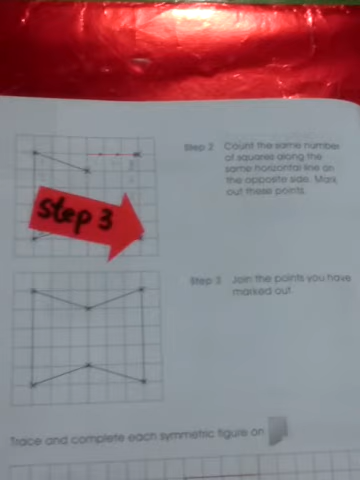 Step 2 Count the same number
of squares along the
same horizontal line on
the opposite side. Mark
out these points.
Step 3
Step 3 Join the points you have
marked out.
Trace and complete each symmetric figure on